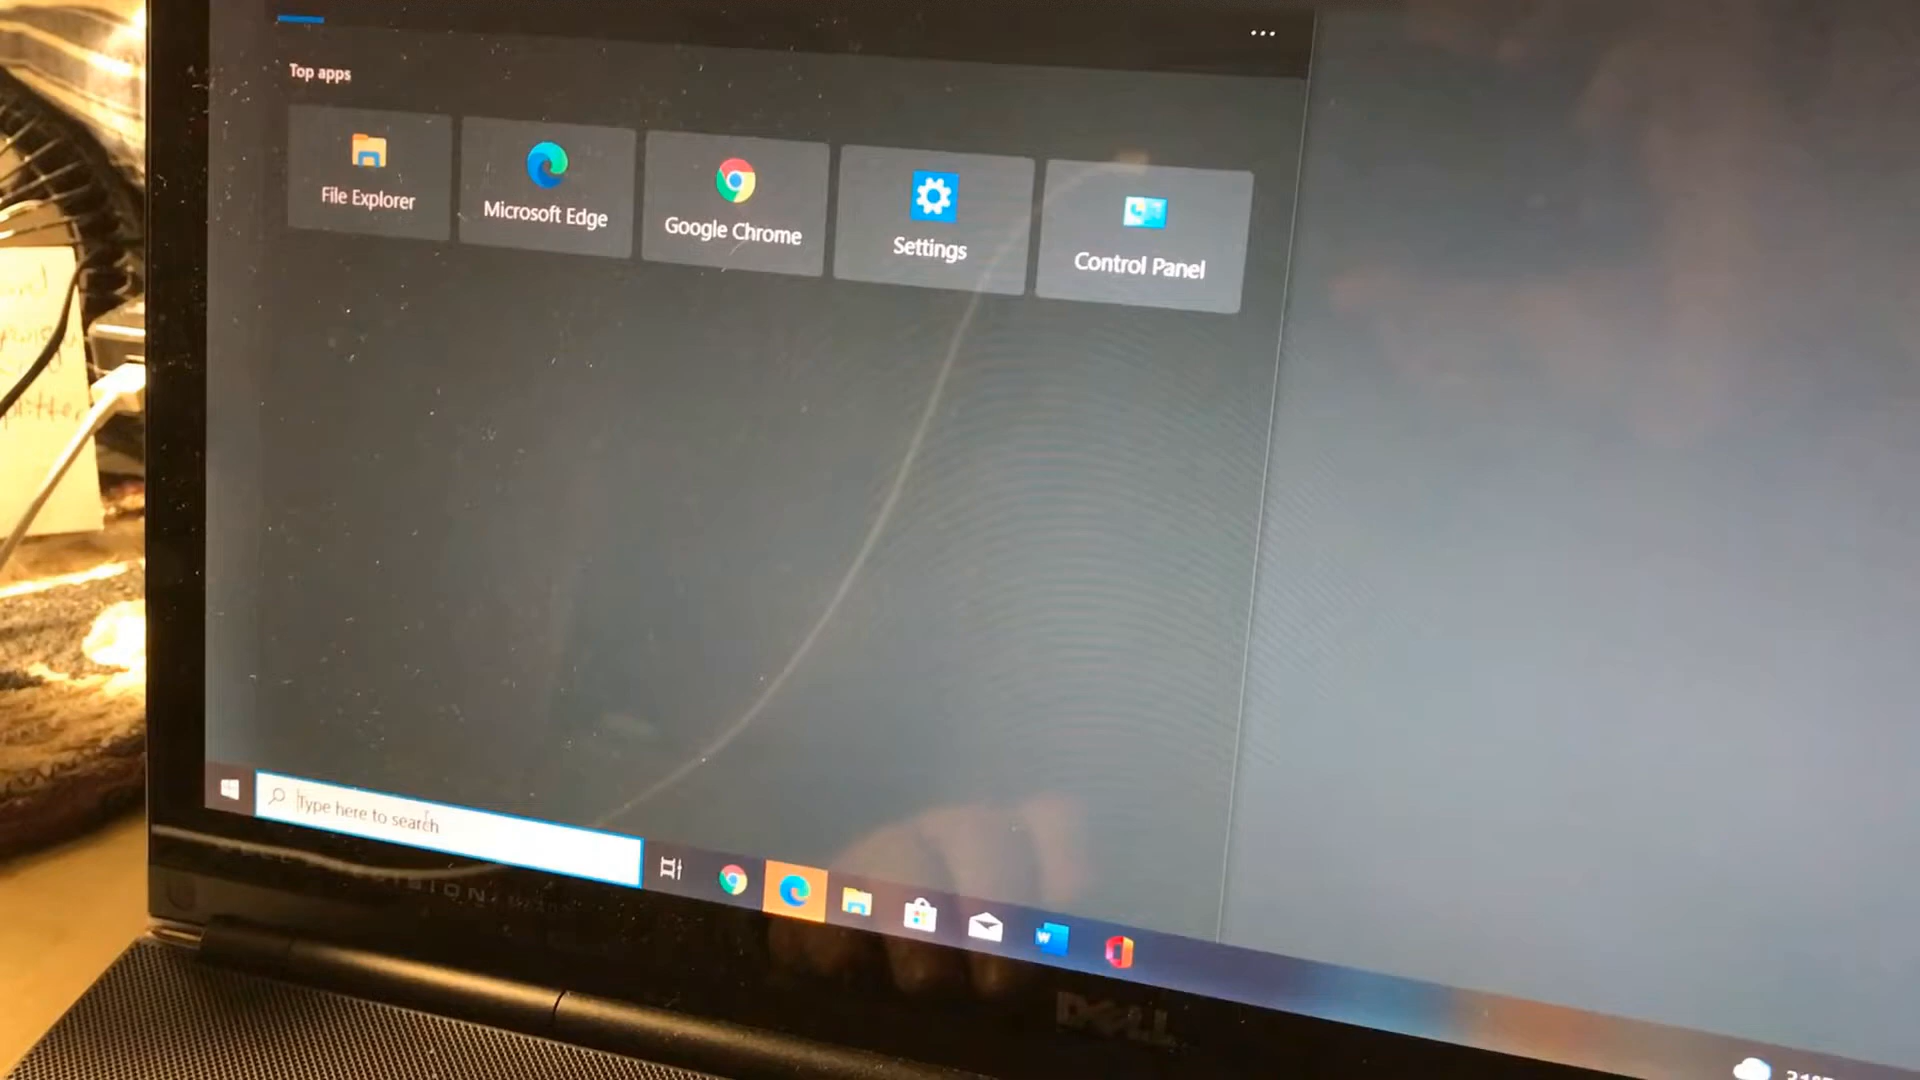 Top apps
File Explorer
Microsoft Edge
Google Chrome
Settings
Control Panel
Type here to search
DELL